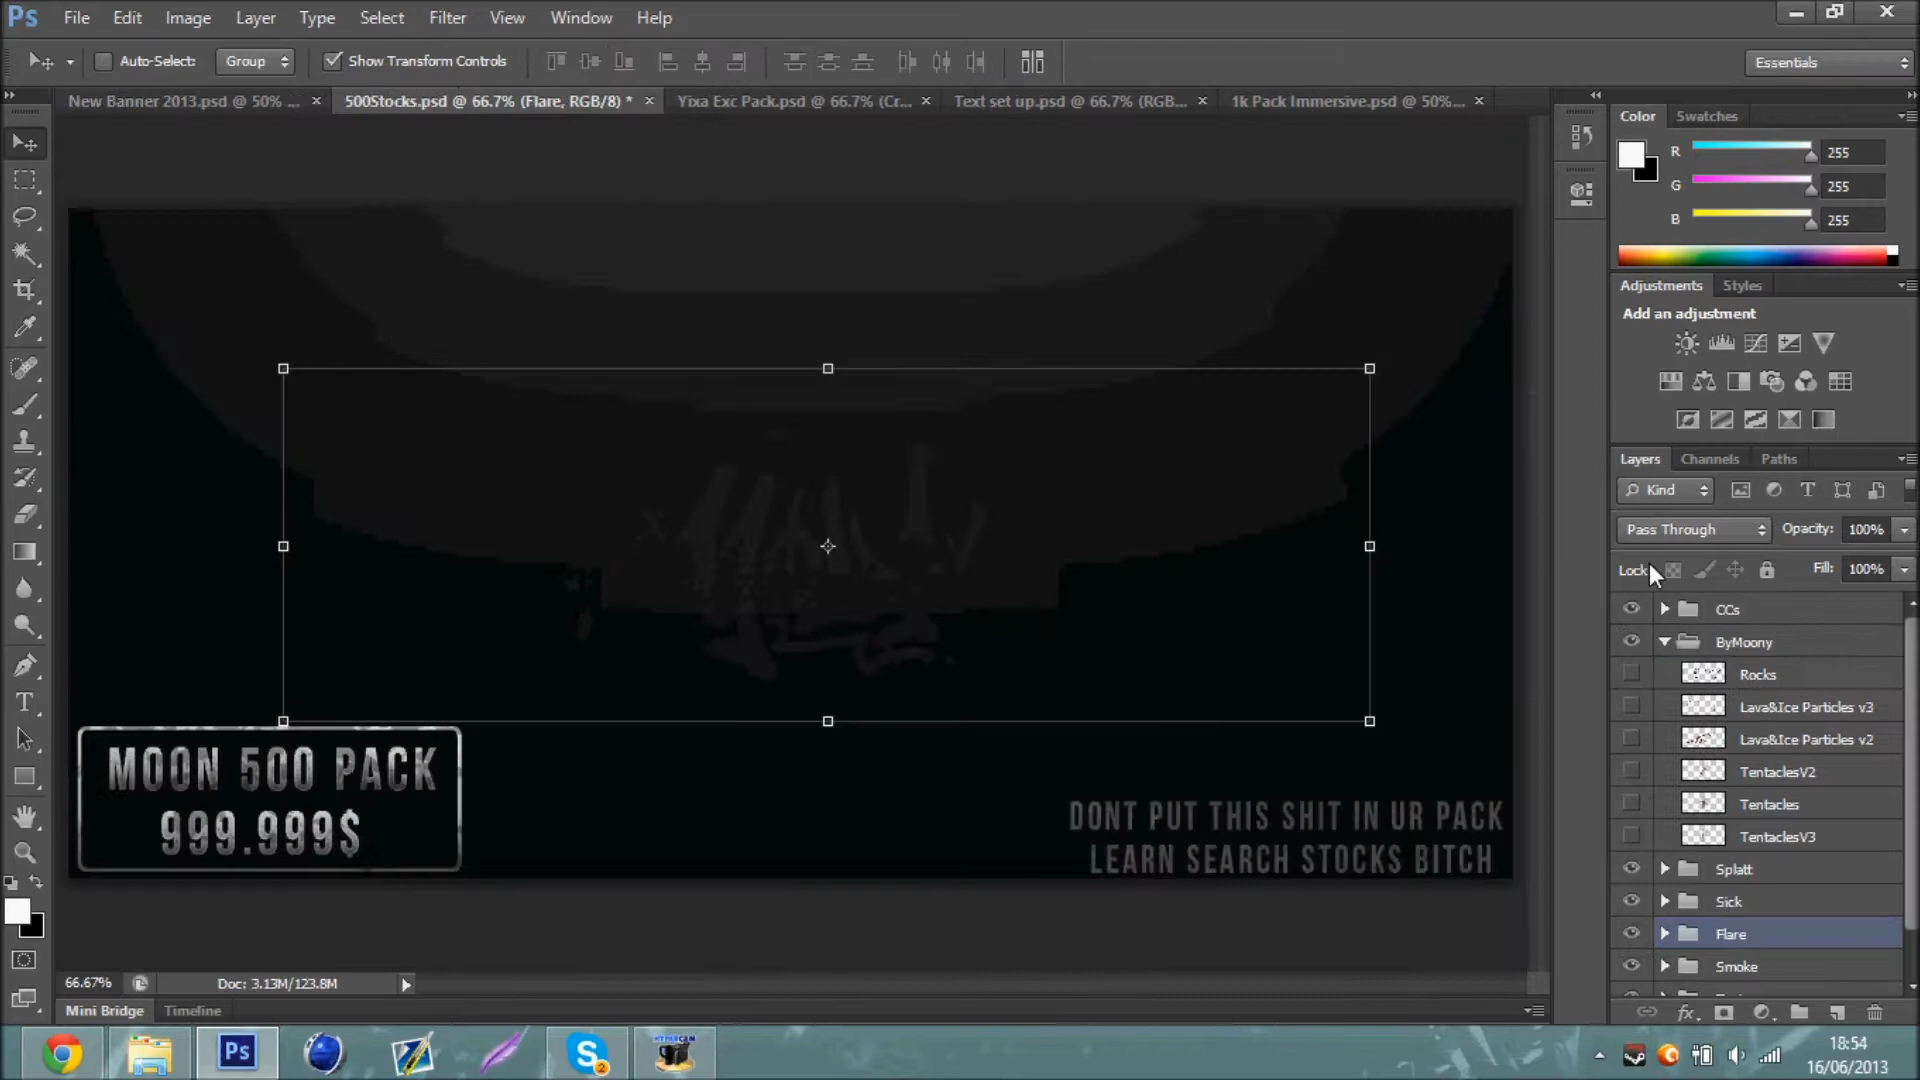 Ps File Edit Image Layer Type Select Filter View Window Help
Auto-Select: Group Show Transform Controls Essentials
New Banner 2013.psd @ 50% ... × 500Stocks.psd @ 66.7% (Flare, RGB/8) * × Yixa Exc Pack.psd @ 66.7% (Cr... × Text set up.psd @ 66.7% (RGB... × 1k Pack Immersive.psd @ 50%... ×
Color Swatches
R 255
G 255
B 255
Adjustments Styles
Add an adjustment
Layers Channels Paths
Kind
Pass Through Opacity: 100%
Lock Fill: 100%
CCs
ByMoony
Rocks
Lava&Ice Particles v3
Lava&Ice Particles v2
TentaclesV2
Tentacles
TentaclesV3
Splatt
Sick
Flare
Smoke
MOON 500 PACK
999.999$
DONT PUT THIS SHIT IN UR PACK
LEARN SEARCH STOCKS BITCH
66.67% Doc: 3.13M/123.8M
Mini Bridge Timeline
Ps S 2 HYPERCAM
18:54
16/06/2013